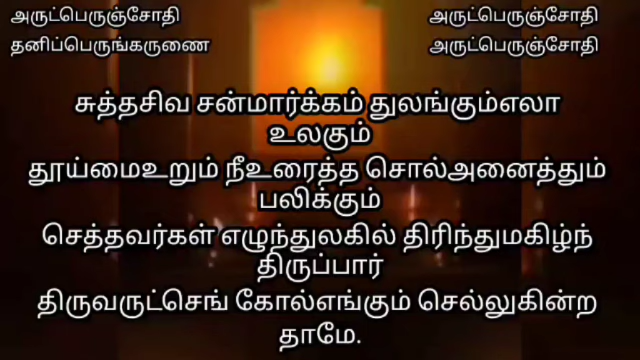 அருட்பெருஞ்சோதி அருட்பெருஞ்சோதி
தனிப்பெருங்கருணை அருட்பெருஞ்சோதி
சுத்தசிவ சன்மார்க்கம் துலங்கும்எலா
உலகும்
தூய்மைஉறும் நீஉரைத்த சொல்அனைத்தும்
பலிக்கும்
செத்தவர்கள் எழுந்துலகில் திரிந்துமகிழ்ந்
திருப்பார்
திருவருட்செங் கோல்எங்கும் செல்லுகின்ற
தாமே.